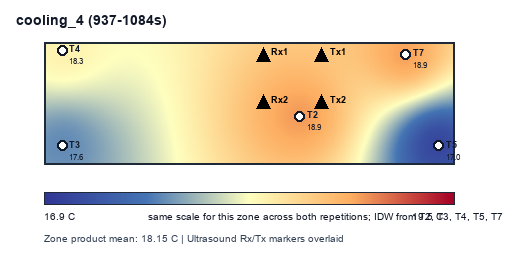 cooling_4 (937-1084s)
T4
18.3
Rx1
Tx1
T7
18.9
Rx2
Tx2
T2
18.9
T3
17.6
T5
17.0
16.9 C
same scale for this zone across both repetitions; IDW from T2, T3, T4, T5, T7
Zone product mean: 18.15 C | Ultrasound Rx/Tx markers overlaid